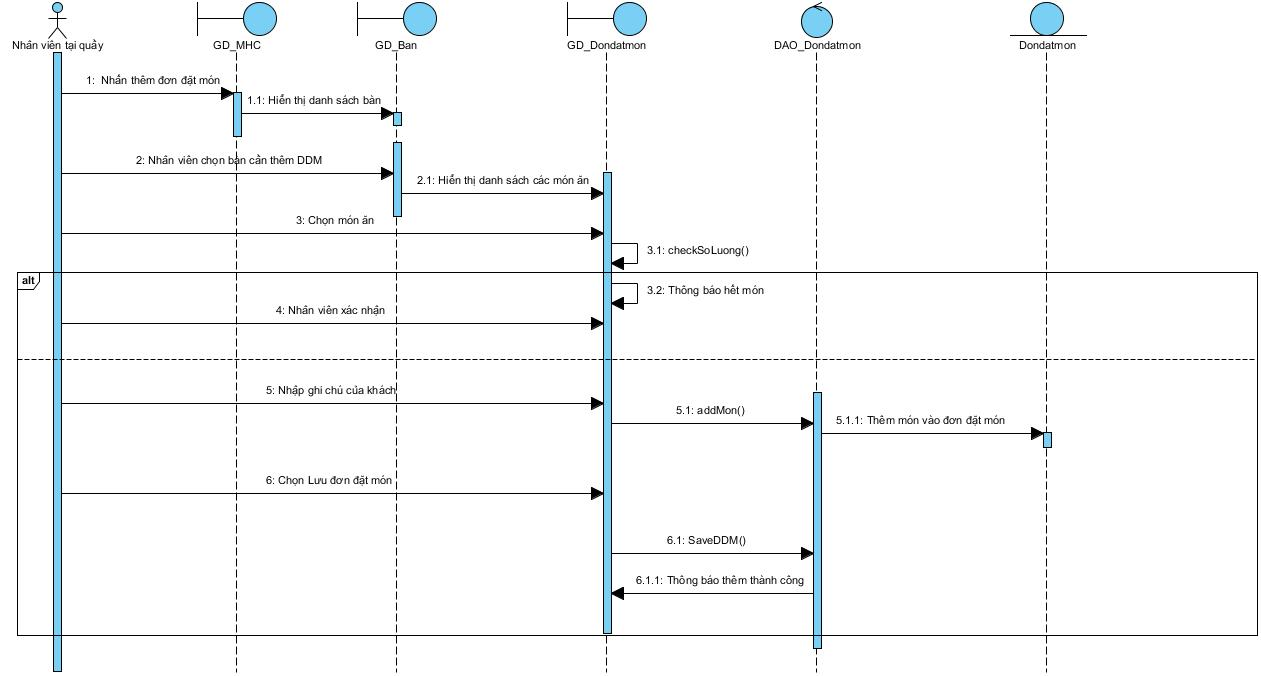 Nhân viên tại quầy
GD_MHC
GD_Ban
GD_Dondatmon
DAO_Dondatmon
Dondatmon
1: Nhấn thêm đơn đặt món
1.1: Hiển thị danh sách bàn
2: Nhân viên chọn bàn cần thêm DDM
2.1: Hiển thị danh sách các món ăn
3: Chọn món ăn
3.1: checkSoLuong()
alt
3.2: Thông báo hết món
4: Nhân viên xác nhận
5: Nhập ghi chú của khách
5.1: addMon()
5.1.1: Thêm món vào đơn đặt món
6: Chọn Lưu đơn đặt món
6.1: SaveDDM()
6.1.1: Thông báo thêm thành công